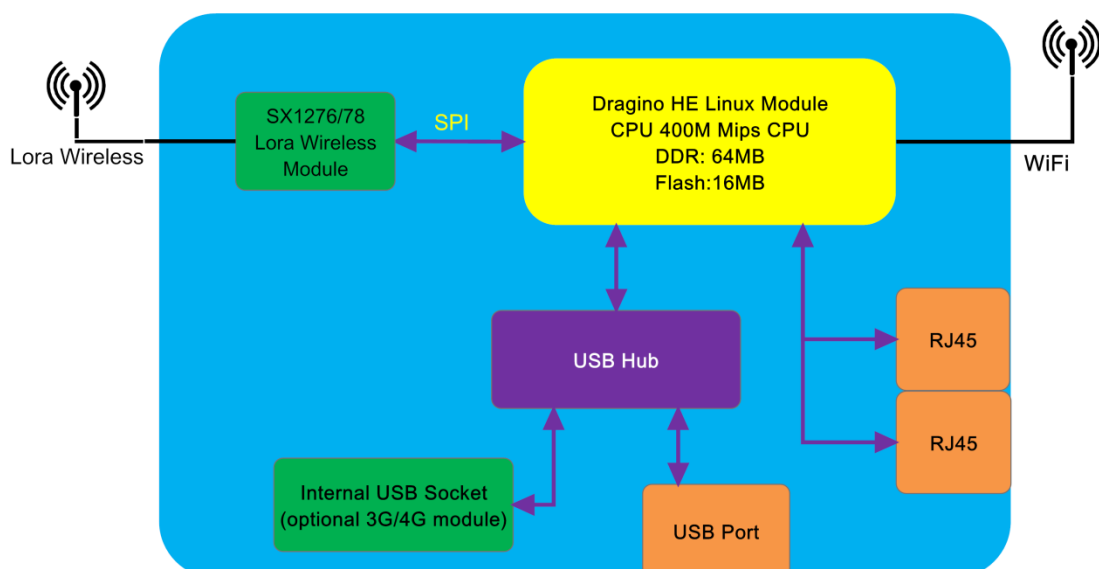 Lora Wireless
SX1276/78
Lora Wireless
Module
SPI
Dragino HE Linux Module
CPU 400M Mips CPU
DDR: 64MB
Flash:16MB
WiFi
USB Hub
RJ45
RJ45
Internal USB Socket
(optional 3G/4G module)
USB Port